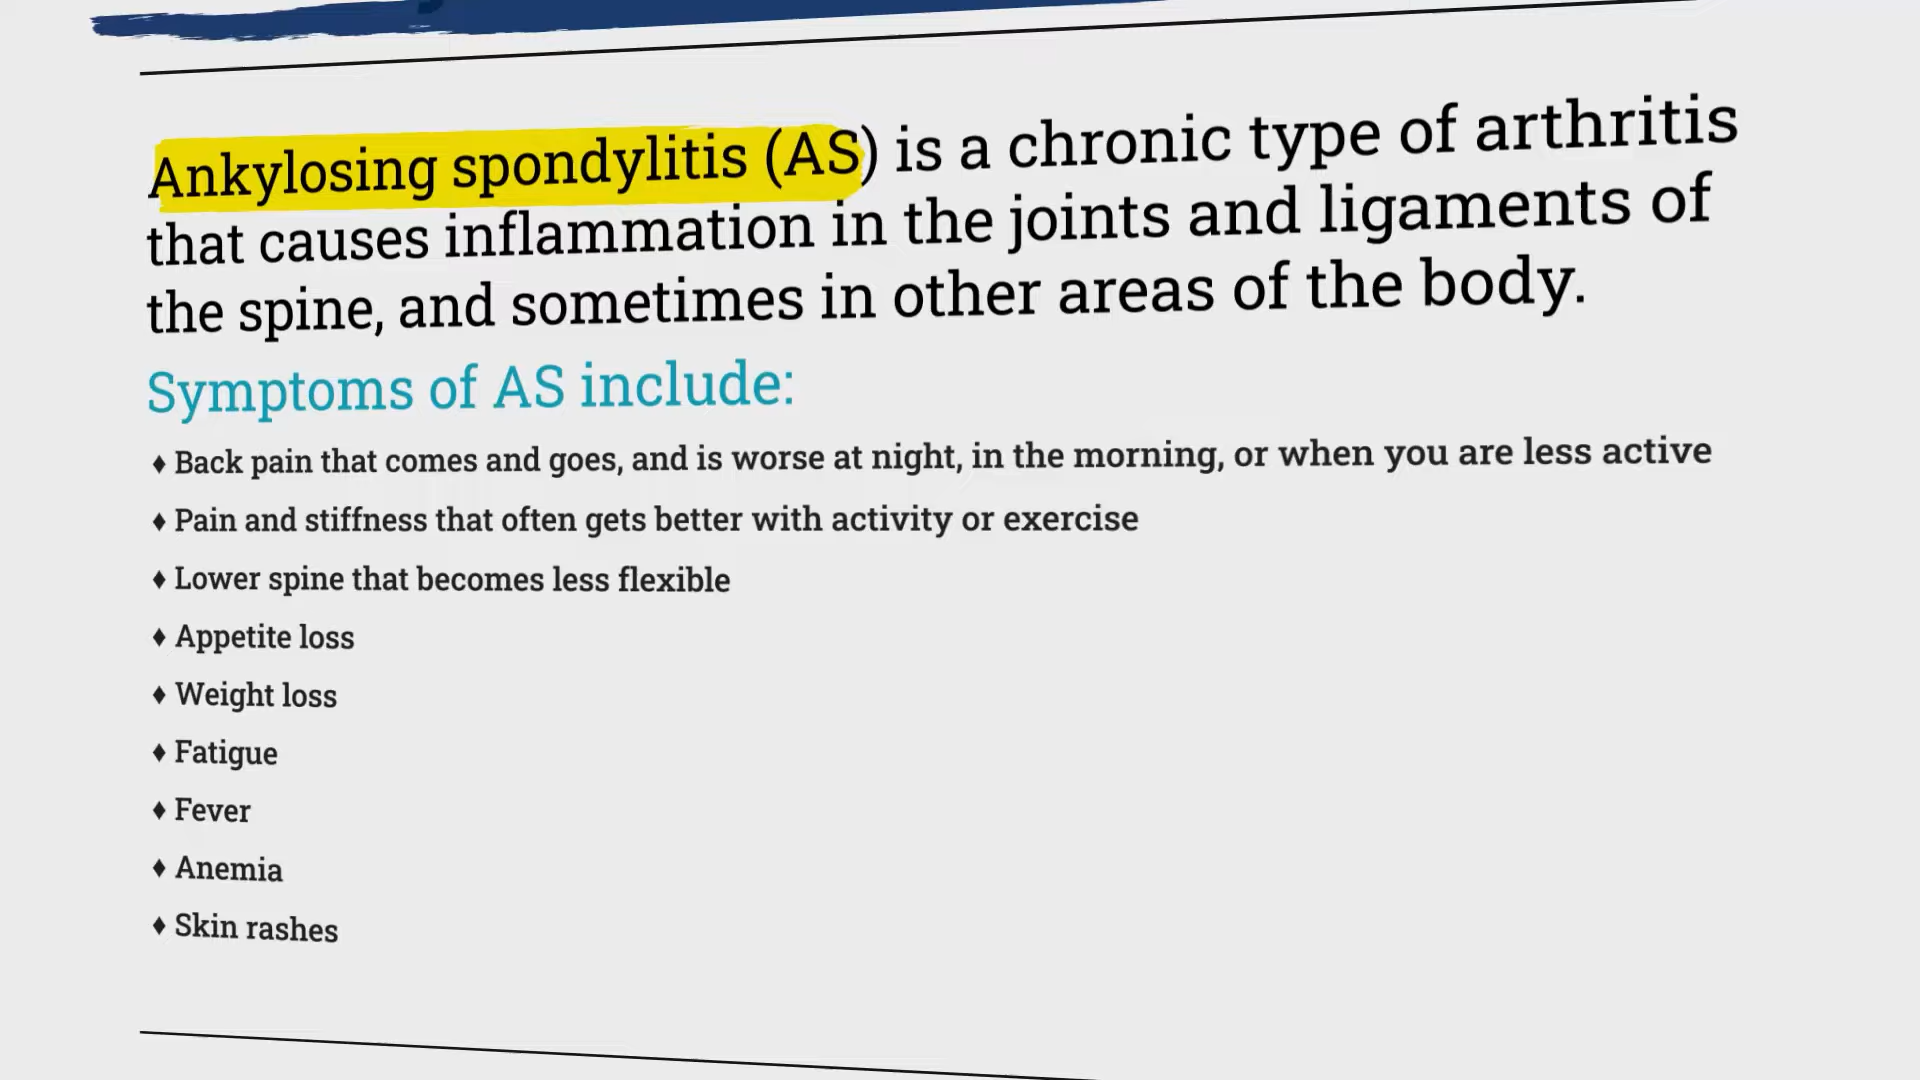 Ankylosing spondylitis (AS) is a chronic type of arthritis
that causes inflammation in the joints and ligaments of
the spine, and sometimes in other areas of the body.
Symptoms of AS include:
♦ Back pain that comes and goes, and is worse at night, in the morning, or when you are less active
♦ Pain and stiffness that often gets better with activity or exercise
♦ Lower spine that becomes less flexible
♦ Appetite loss
♦ Weight loss
♦ Fatigue
♦ Fever
♦ Anemia
♦ Skin rashes